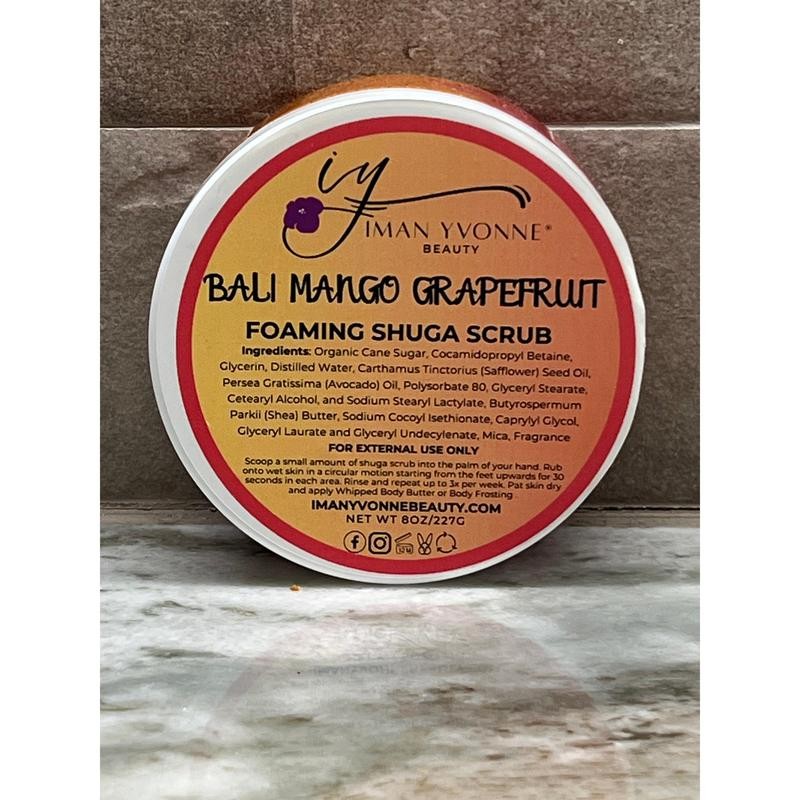 iy
IMAN YVONNE®
BEAUTY
BALI MANGO GRAPEFRUIT
FOAMING SHUGA SCRUB
Ingredients: Organic Cane Sugar, Cocamidopropyl Betaine,
Glycerin, Distilled Water, Carthamus Tinctorius (Safflower) Seed Oil,
Persea Gratissima (Avocado) Oil, Polysorbate 80, Glyceryl Stearate,
Cetearyl Alcohol, and Sodium Stearyl Lactylate, Butyrospermum
Parkii (Shea) Butter, Sodium Cocoyl Isethionate, Caprylyl Glycol,
Glyceryl Laurate and Glyceryl Undecylenate, Mica, Fragrance
FOR EXTERNAL USE ONLY
Scoop a small amount of shuga scrub into the palm of your hand. Rub
onto wet skin in a circular motion starting from the feet upwards for 30
seconds in each area. Rinse and repeat up to 3x per week. Pat skin dry
and apply Whipped Body Butter or Body Frosting
IMANYVONNEBEAUTY.COM
NET WT 8OZ/227G